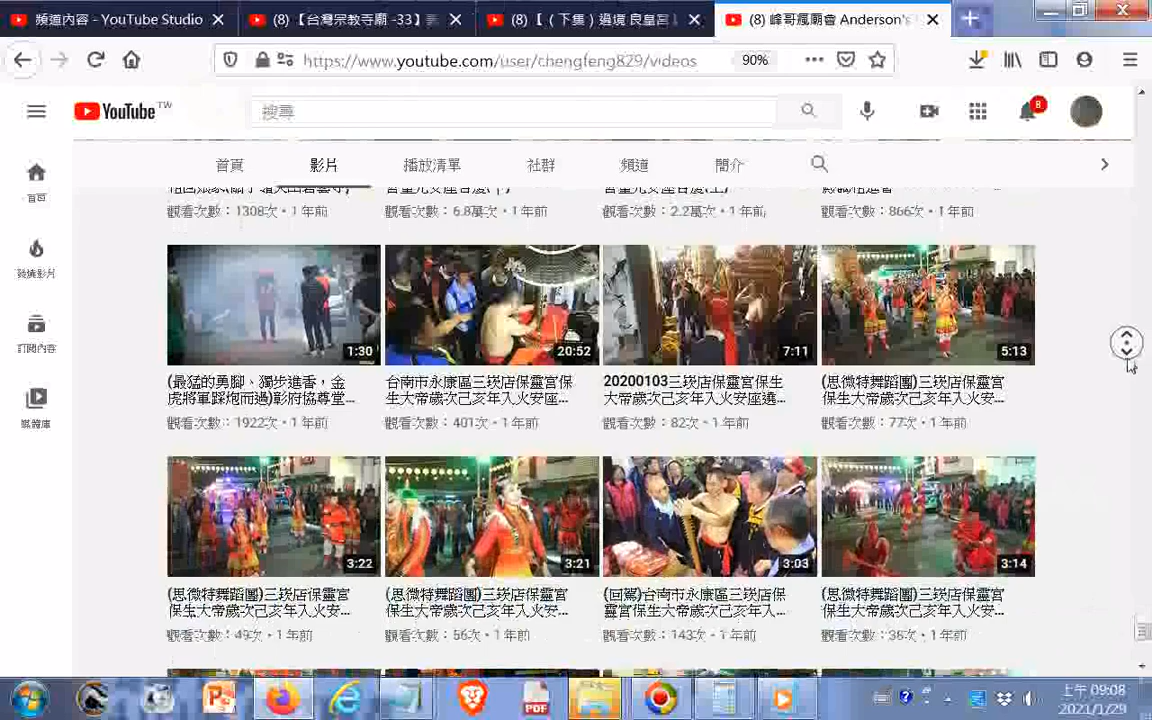 頻道內容 - YouTube Studio
(8)【台灣宗教寺廟 -33】
(8) 【（下集）遶境 良皇宮
(8) 峰哥瘋廟會 Anderson's
https://www.youtube.com/user/chengfeng829/videos
90%
YouTube TW
搜尋
8
首頁 影片 播放清單 社群 頻道 簡介
首頁
發燒影片
訂閱內容
媒體庫
觀看次數：1308次・1 年前
觀看次數：6.8萬次・1 年前
觀看次數：2.2萬次・1 年前
觀看次數：866次・1 年前
1:30
20:52
7:11
5:13
(最猛的勇腳、獨步進香，金
虎將軍踩炮而過)彰府協尊堂...
觀看次數：1922次・1 年前
台南市永康區三崁店保靈宮保
生大帝歲次己亥年入火安座...
觀看次數：401次・1 年前
20200103三崁店保靈宮保生
大帝歲次己亥年入火安座遶...
觀看次數：82次・1 年前
(思微特舞蹈團)三崁店保靈宮
保生大帝歲次己亥年入火安...
觀看次數：77次・1 年前
3:22
3:21
3:03
3:14
(思微特舞蹈團)三崁店保靈宮
保生大帝歲次己亥年入火安...
觀看次數：49次・1 年前
(思微特舞蹈團)三崁店保靈宮
保生大帝歲次己亥年入火安...
觀看次數：56次・1 年前
(回駕)台南市永康區三崁店保
靈宮保生大帝歲次己亥年入...
觀看次數：143次・1 年前
(思微特舞蹈團)三崁店保靈宮
保生大帝歲次己亥年入火安...
觀看次數：36次・1 年前
PDF
上午 09:08
2021/1/29